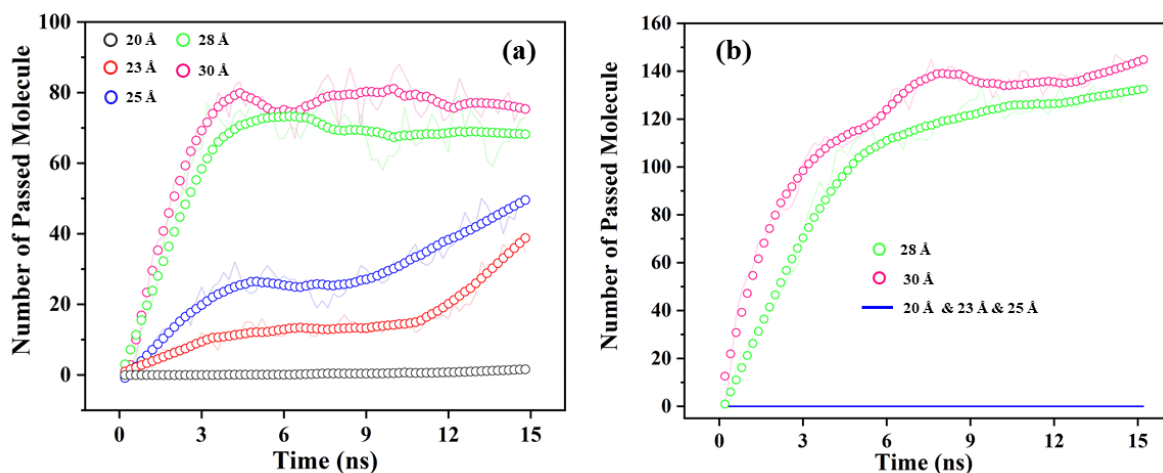 (a)
Number of Passed Molecule
100
80
60
40
20
0
20 Å
28 Å
23 Å
30 Å
25 Å
0
3
6
9
12
15
Time (ns)
(b)
Number of Passed Molecule
160
140
120
100
80
60
40
20
0
28 Å
30 Å
20 Å & 23 Å & 25 Å
0
3
6
9
12
15
Time (ns)